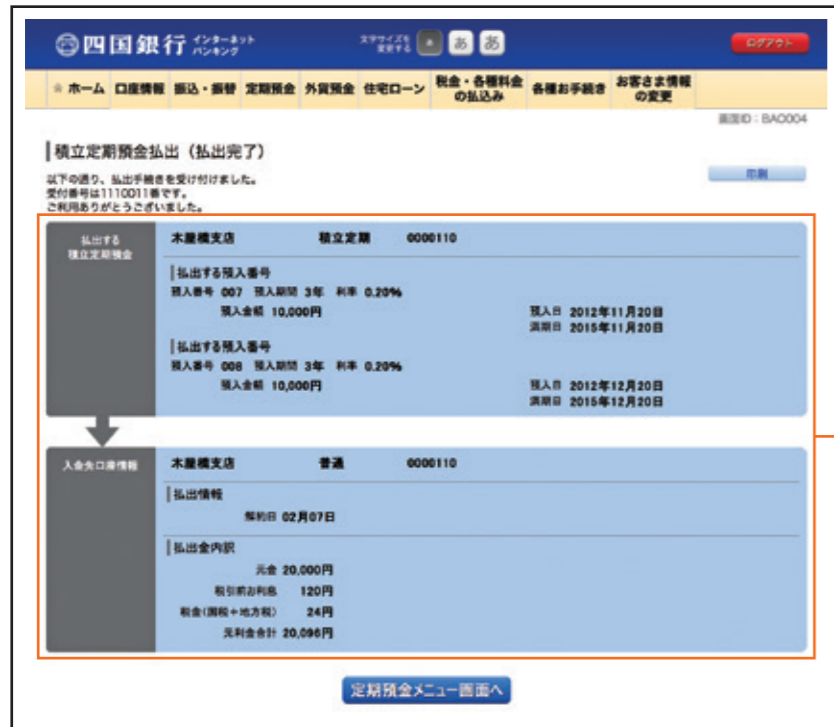 四国銀行 インターネットバンキング
文字サイズを変更する あ あ
ログアウト
ホーム 口座情報 振込・振替 定期預金 外貨預金 住宅ローン 税金・各種料金の払込み 各種お手続き お客さま情報の変更
画面ID:BAO004
積立定期預金払出(払出完了)
以下の通り、払出手続きを受け付けました。
受付番号は1110011番です。
ご利用ありがとうございました。
印刷
払出する
積立定期預金
木屋橋支店 積立定期 0000110
払出する預入番号
預入番号 007 預入期間 3年 利率 0.20%
預入金額 10,000円
預入日 2012年11月20日
満期日 2015年11月20日
払出する預入番号
預入番号 008 預入期間 3年 利率 0.20%
預入金額 10,000円
預入日 2012年12月20日
満期日 2015年12月20日
入金先口座情報
木屋橋支店 普通 0000110
払出情報
解約日 02月07日
払出金内訳
元金 20,000円
税引前お利息 120円
税金(国税+地方税) 24円
元利金合計 20,096円
定期預金メニュー画面へ